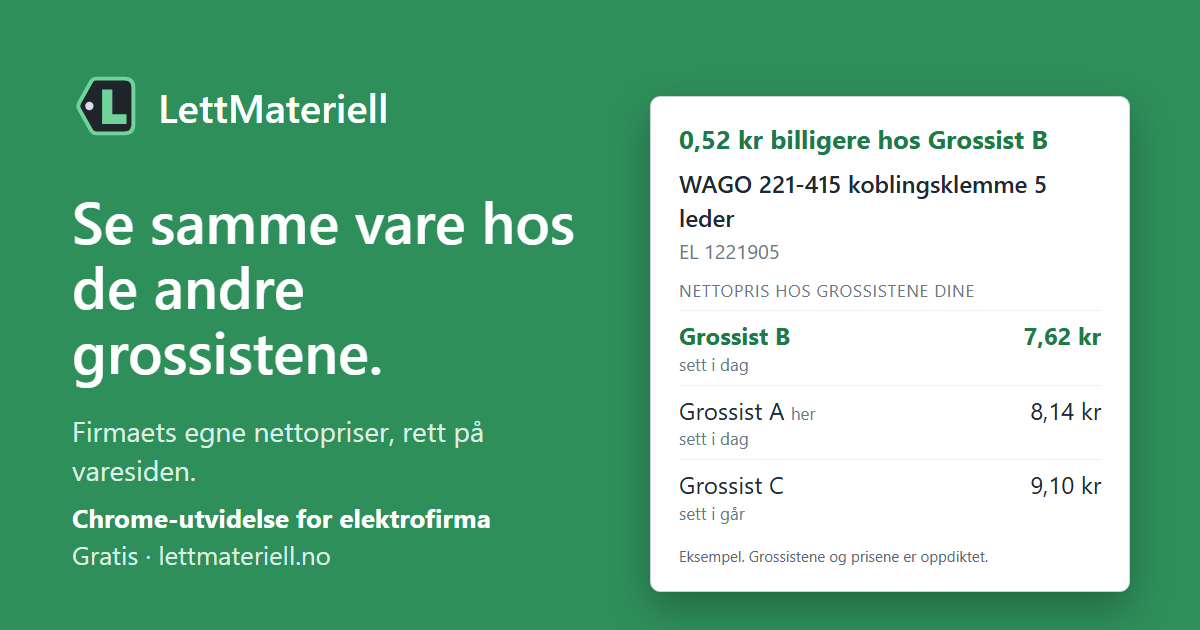 LettMateriell
Se samme vare hos
de andre
grossistene.
Firmaets egne nettopriser, rett på
varesiden.
Chrome-utvidelse for elektrofirma
Gratis · lettmateriell.no
0,52 kr billigere hos Grossist B
WAGO 221-415 koblingsklemme 5
leder
EL 1221905
NETTOPRIS HOS GROSSISTENE DINE
Grossist B 7,62 kr
sett i dag
Grossist A her 8,14 kr
sett i dag
Grossist C 9,10 kr
sett i går
Eksempel. Grossistene og prisene er oppdiktet.